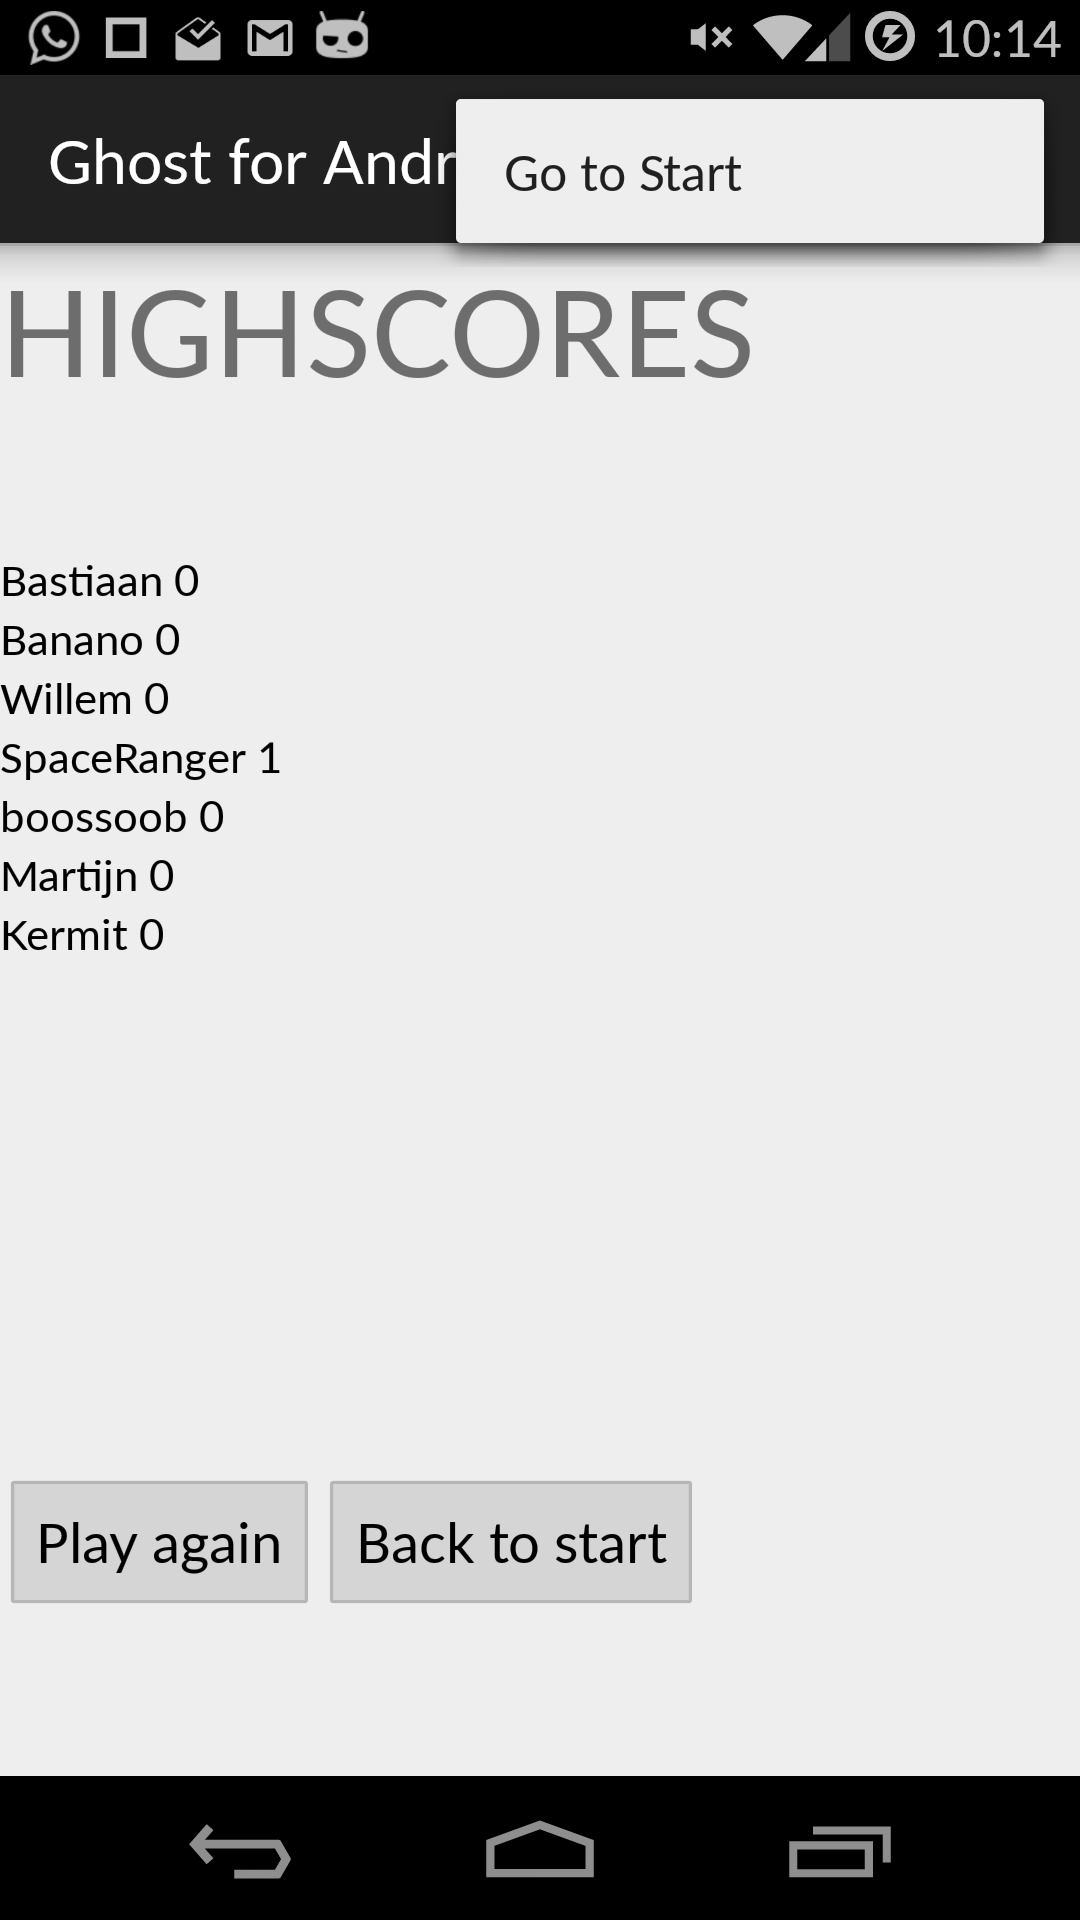 10:14
Ghost for Andr
Go to Start
HIGHSCORES
Bastiaan 0
Banano 0
Willem 0
SpaceRanger 1
boossoob 0
Martijn 0
Kermit 0
Play again
Back to start